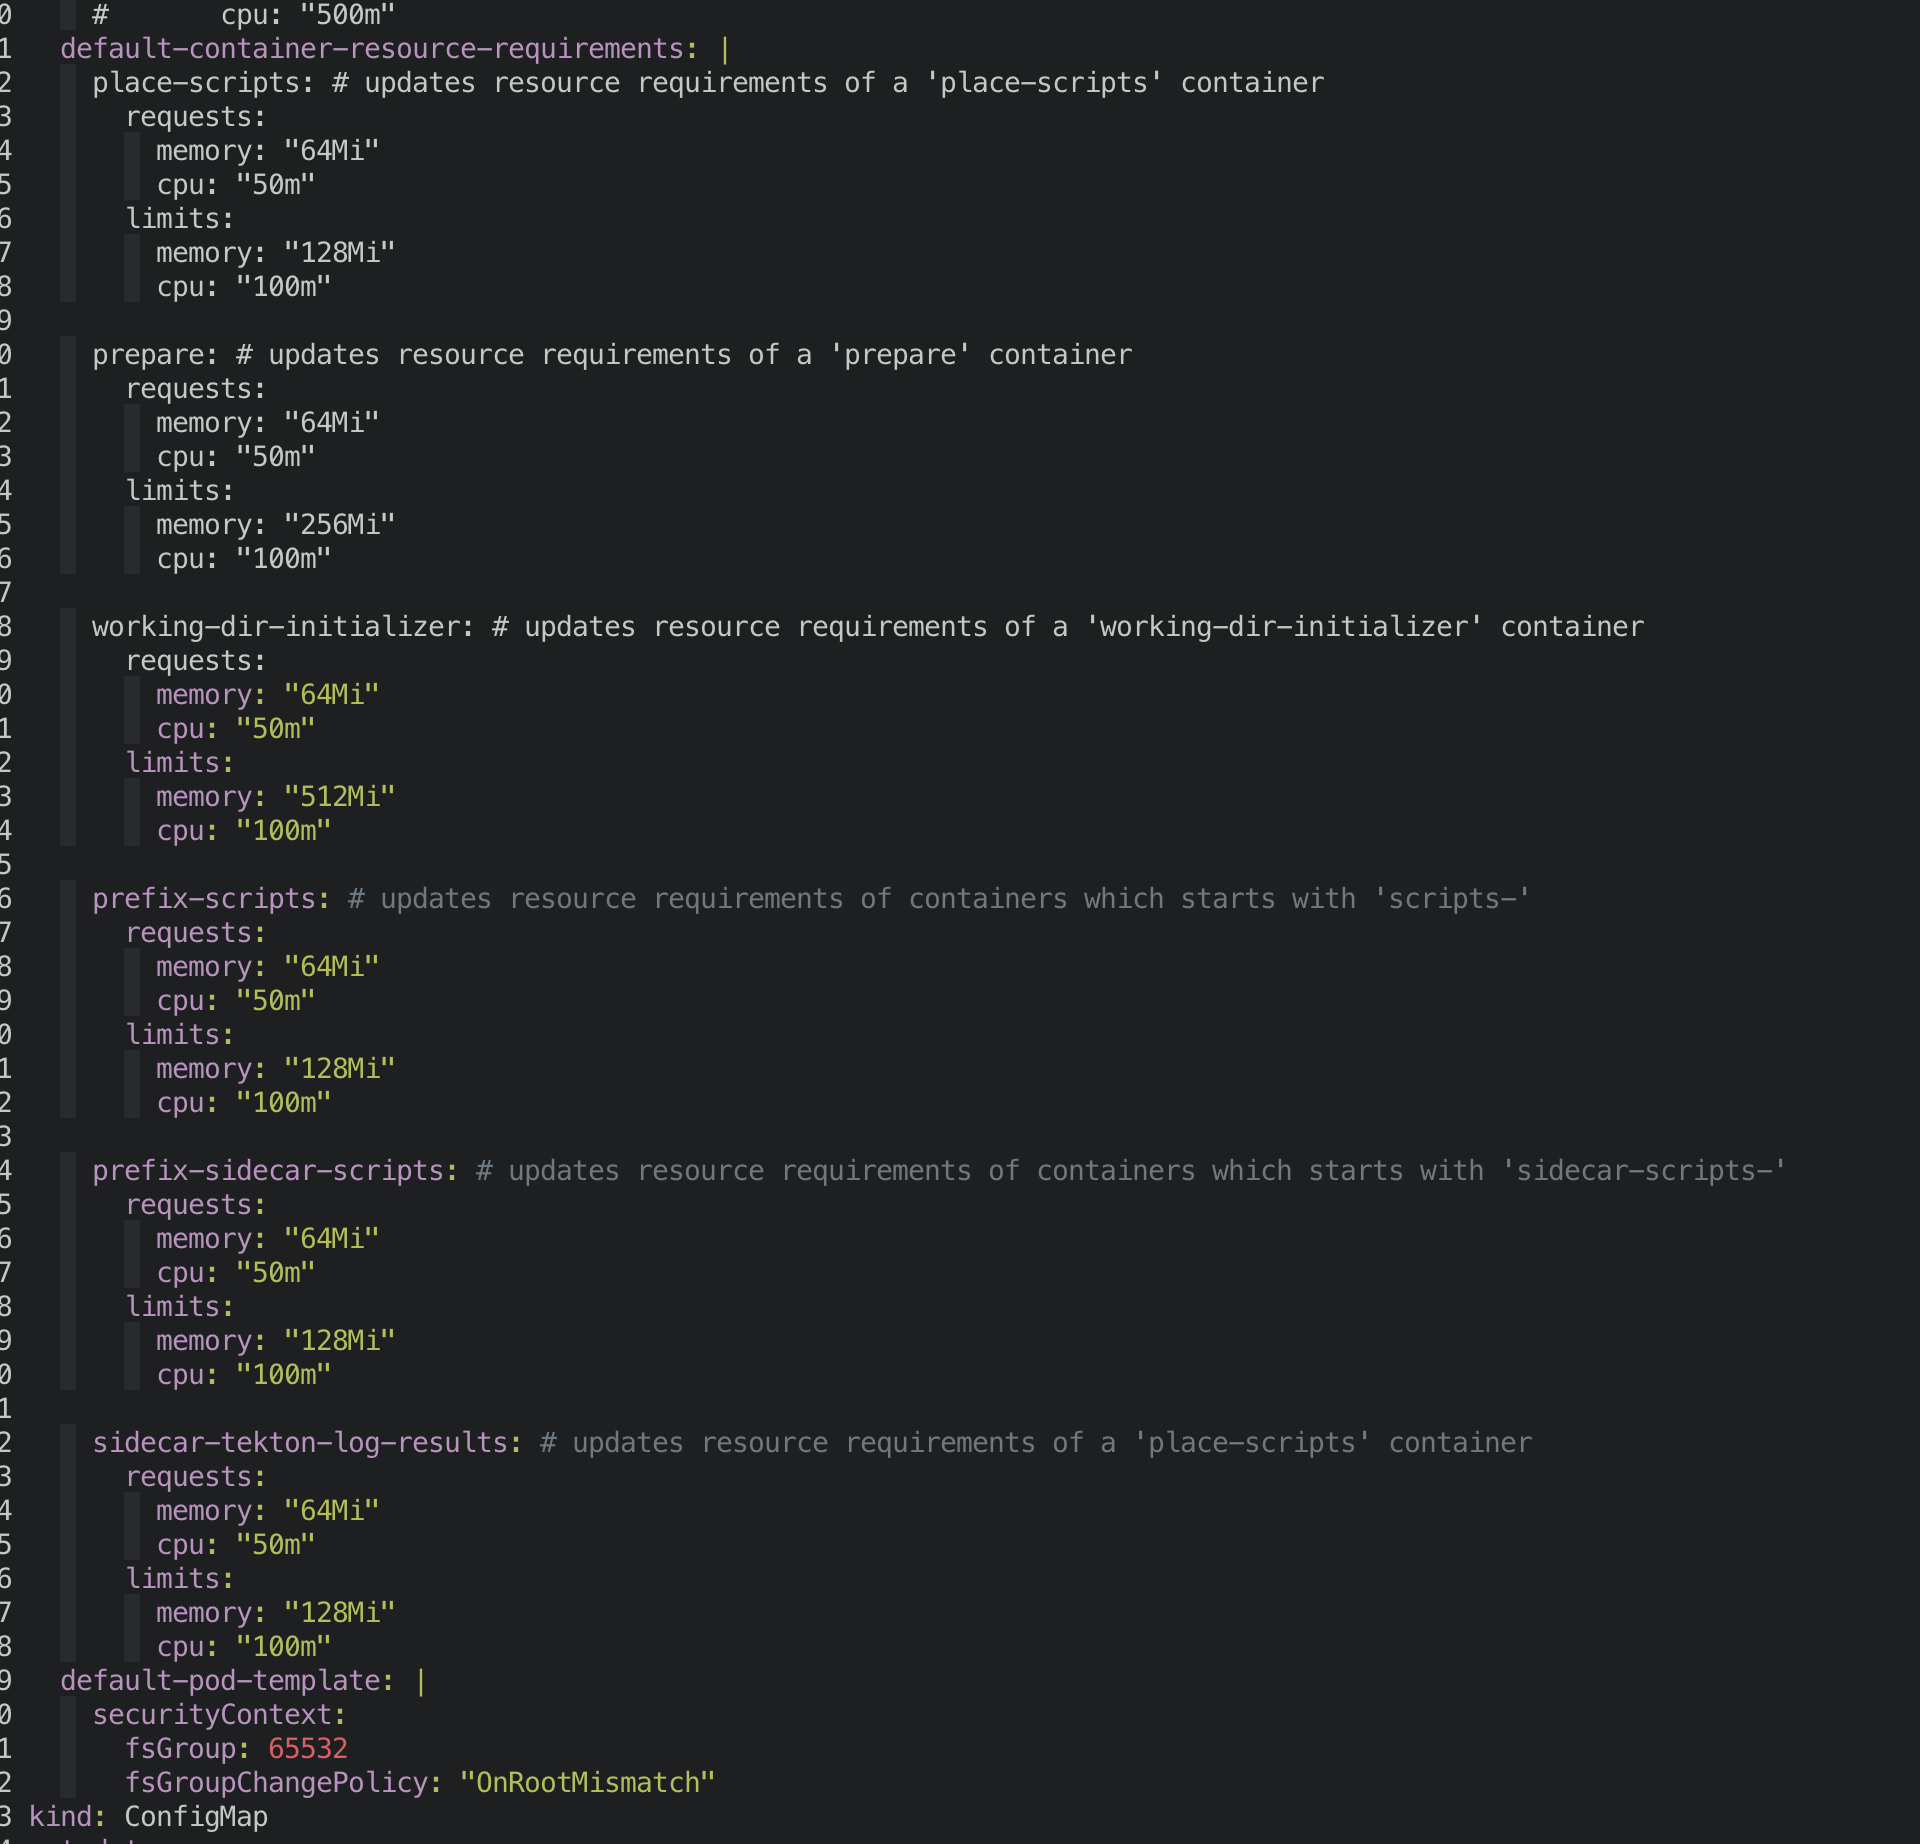 0 #       cpu: "500m"
1 default-container-resource-requirements: |
2   place-scripts: # updates resource requirements of a 'place-scripts' container
3     requests:
4       memory: "64Mi"
5       cpu: "50m"
6     limits:
7       memory: "128Mi"
8       cpu: "100m"
9
0   prepare: # updates resource requirements of a 'prepare' container
1     requests:
2       memory: "64Mi"
3       cpu: "50m"
4     limits:
5       memory: "256Mi"
6       cpu: "100m"
7
8   working-dir-initializer: # updates resource requirements of a 'working-dir-initializer' container
9     requests:
0       memory: "64Mi"
1       cpu: "50m"
2     limits:
3       memory: "512Mi"
4       cpu: "100m"
5
6   prefix-scripts: # updates resource requirements of containers which starts with 'scripts-'
7     requests:
8       memory: "64Mi"
9       cpu: "50m"
0     limits:
1       memory: "128Mi"
2       cpu: "100m"
3
4   prefix-sidecar-scripts: # updates resource requirements of containers which starts with 'sidecar-scripts-'
5     requests:
6       memory: "64Mi"
7       cpu: "50m"
8     limits:
9       memory: "128Mi"
0       cpu: "100m"
1
2   sidecar-tekton-log-results: # updates resource requirements of a 'place-scripts' container
3     requests:
4       memory: "64Mi"
5       cpu: "50m"
6     limits:
7       memory: "128Mi"
8       cpu: "100m"
9 default-pod-template: |
0   securityContext:
1     fsGroup: 65532
2     fsGroupChangePolicy: "OnRootMismatch"
3 kind: ConfigMap